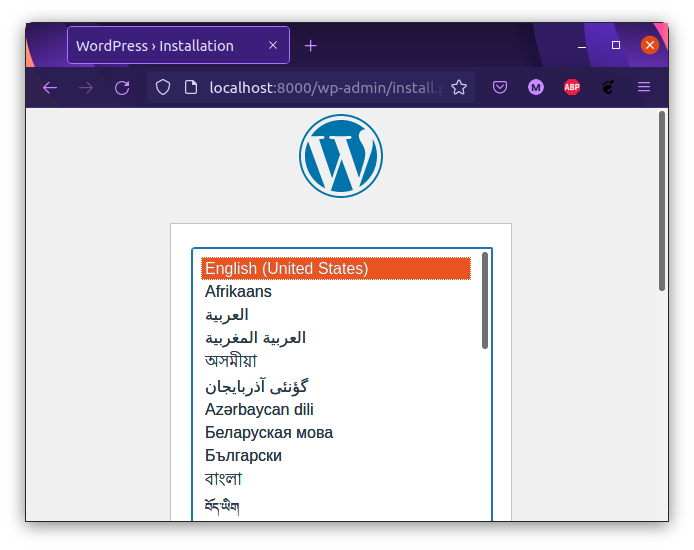 WordPress › Installation
localhost:8000/wp-admin/install.p
M
ABP
W
English (United States)
Afrikaans
العربية
العربية المغربية
অসমীয়া
گؤنئی آذربایجان
Azərbaycan dili
Беларуская мова
Български
বাংলা
བོད་ཡིག